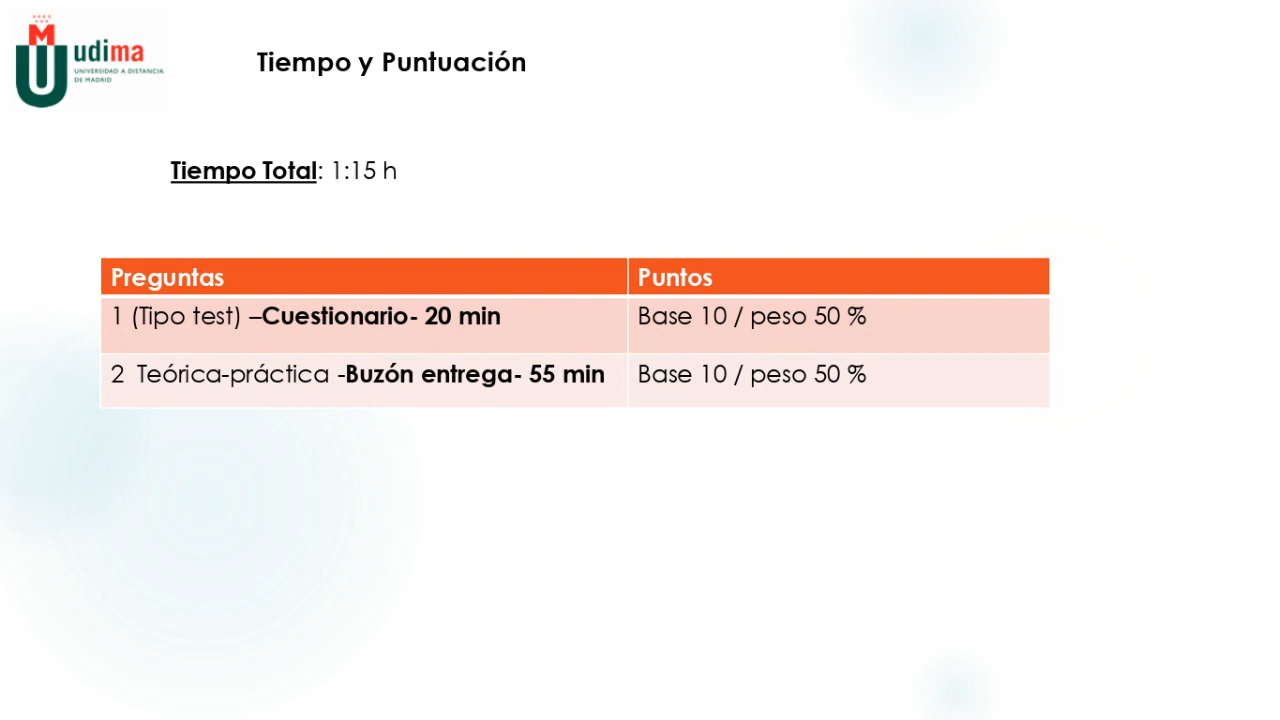 udima
UNIVERSIDAD A DISTANCIA
DE MADRID
Tiempo y Puntuación
Tiempo Total: 1:15 h
Preguntas Puntos
1 (Tipo test) –Cuestionario- 20 min Base 10 / peso 50 %
2 Teórica-práctica -Buzón entrega- 55 min Base 10 / peso 50 %